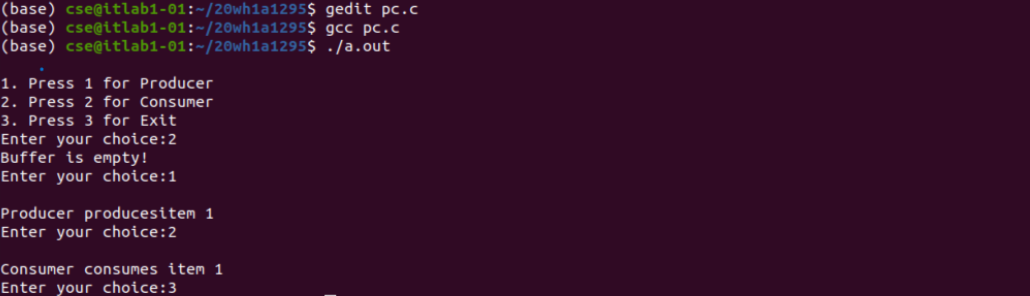 (base) cse@itlab1-01:~/20wh1a1295$ gedit pc.c
(base) cse@itlab1-01:~/20wh1a1295$ gcc pc.c
(base) cse@itlab1-01:~/20wh1a1295$ ./a.out
1. Press 1 for Producer
2. Press 2 for Consumer
3. Press 3 for Exit
Enter your choice:2
Buffer is empty!
Enter your choice:1
Producer producesitem 1
Enter your choice:2
Consumer consumes item 1
Enter your choice:3